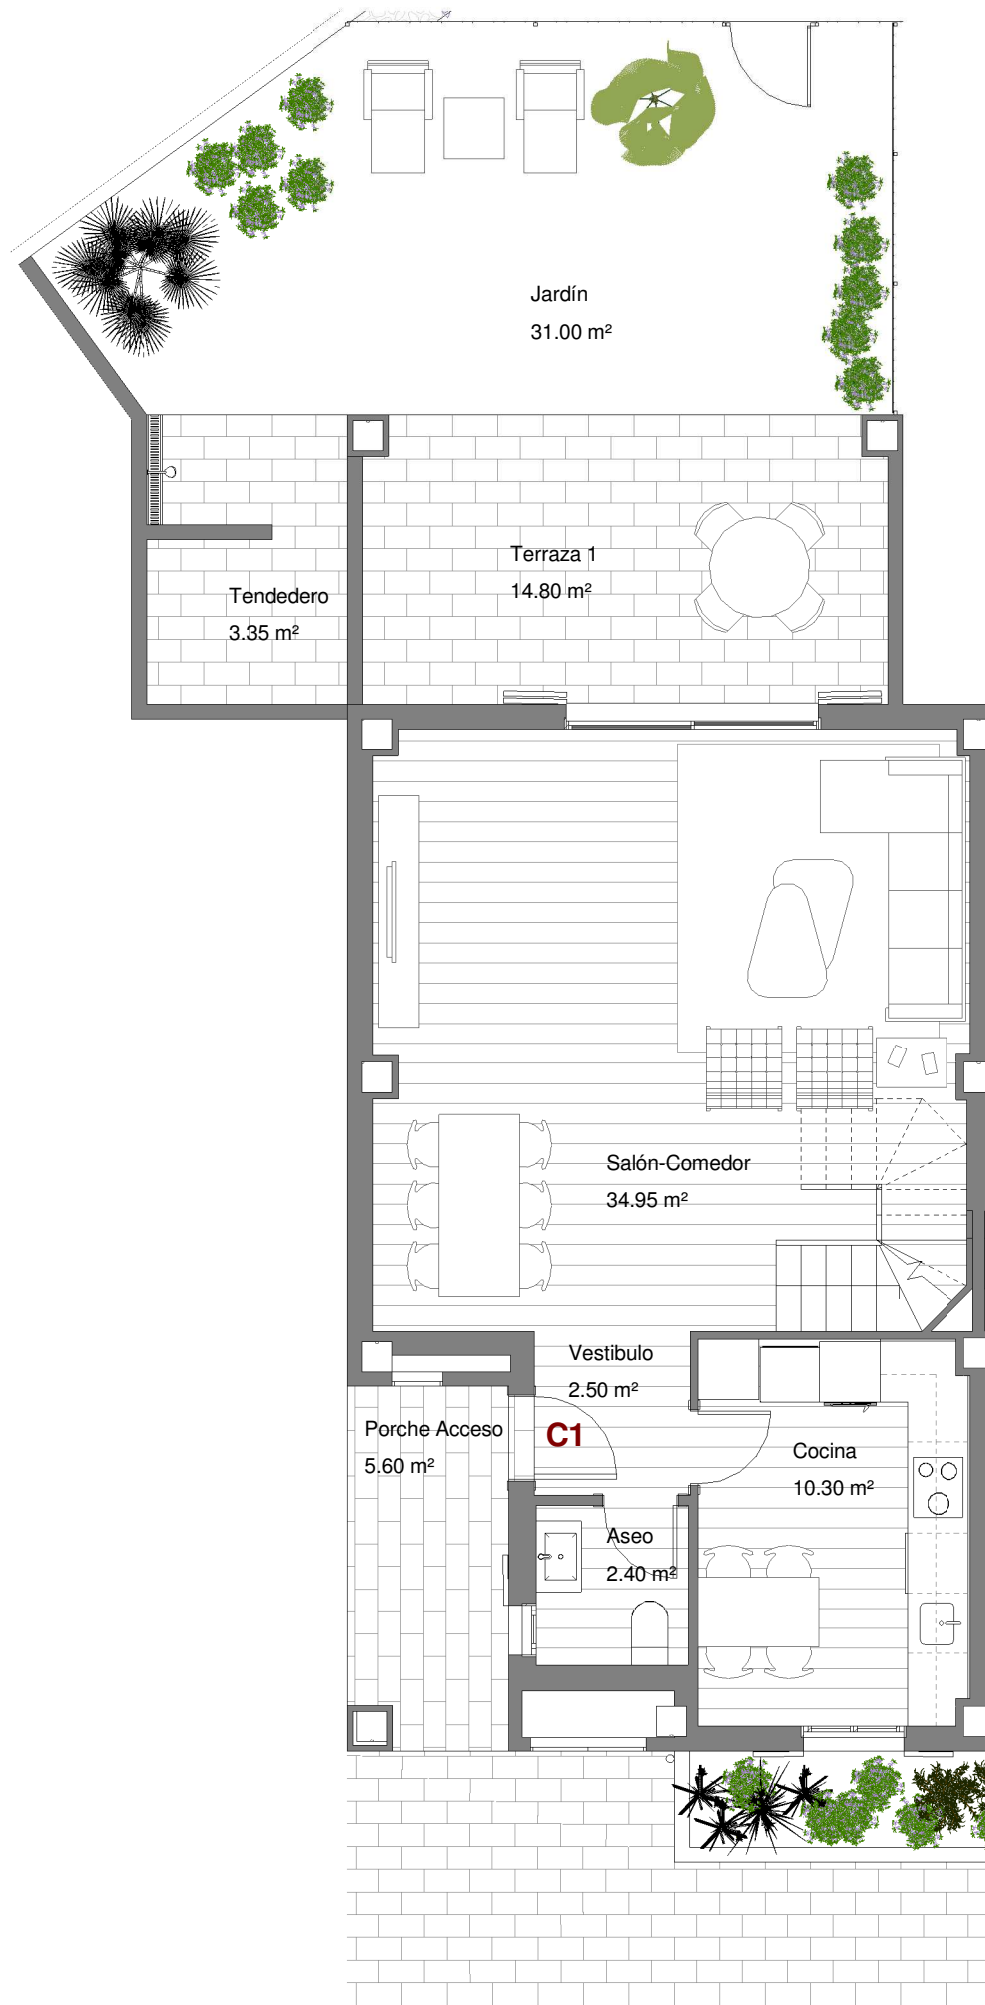 Jardín
31.00 m²
Terraza 1
14.80 m²
Tendedero
3.35 m²
Salón-Comedor
34.95 m²
Vestibulo
2.50 m²
Porche Acceso
5.60 m²
C1
Cocina
10.30 m²
Aseo
2.40 m²